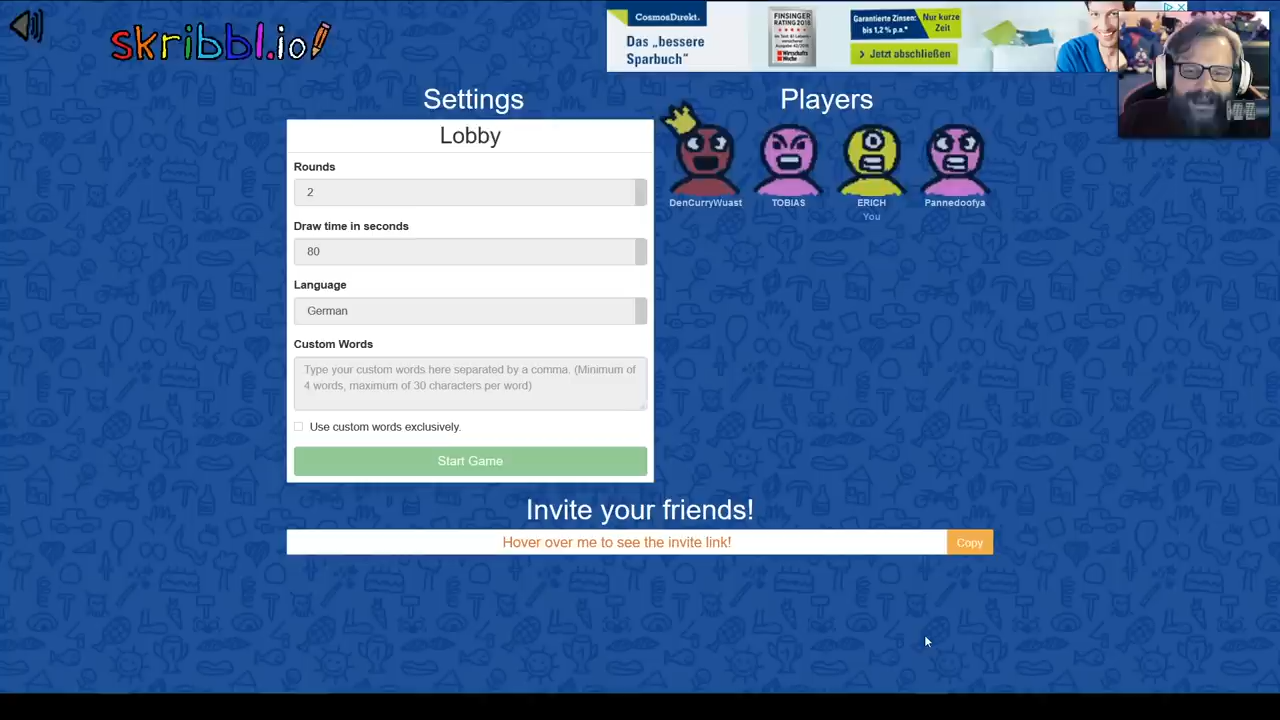 skribbl.io
CosmosDirekt.
Das „bessere
Sparbuch“
FINSINGER
RATING 2016
Garantierte Zinsen:
bis 1,2 % p.a.*
Nur kurze
Zeit
> Jetzt abschließen
Settings
Players
Lobby
Rounds
2
Draw time in seconds
80
Language
German
Custom Words
Type your custom words here separated by a comma. (Minimum of
4 words, maximum of 30 characters per word)
Use custom words exclusively.
Start Game
DenCurryWuast
TOBIAS
ERICH
You
Pannedoofya
Invite your friends!
Hover over me to see the invite link!
Copy